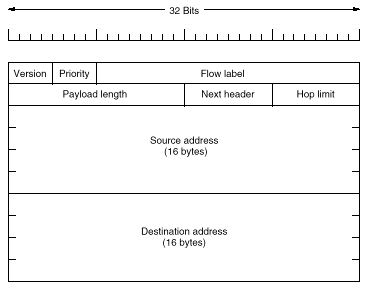 32 Bits
Version Priority Flow label
Payload length Next header Hop limit
Source address
(16 bytes)
Destination address
(16 bytes)